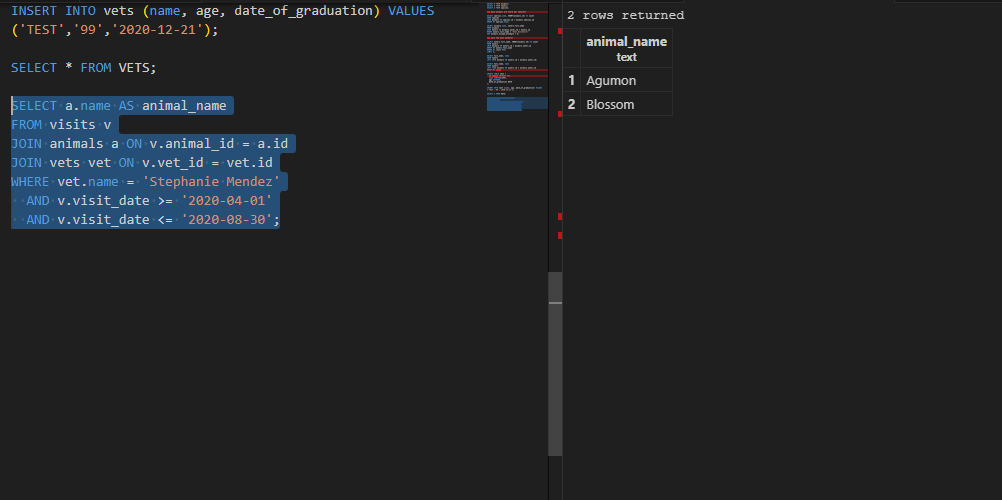 INSERT INTO vets (name, age, date_of_graduation) VALUES
('TEST','99','2020-12-21');
SELECT * FROM VETS;
SELECT a.name AS animal_name
FROM visits v
JOIN animals a ON v.animal_id = a.id
JOIN vets vet ON v.vet_id = vet.id
WHERE vet.name = 'Stephanie Mendez'
AND v.visit_date >= '2020-04-01'
AND v.visit_date <= '2020-08-30';
2 rows returned
animal_name
text
1 Agumon
2 Blossom